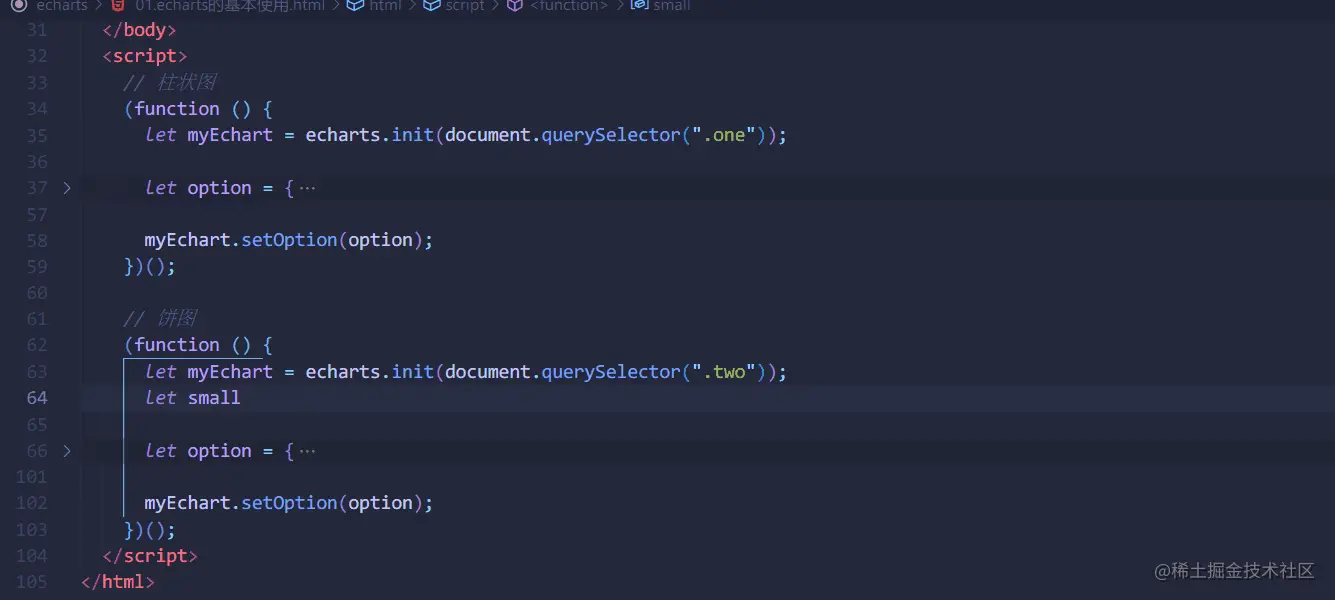 echarts > 01.echarts的基本使用.html > html > script > <function> > small
31 </body>
32 <script>
33 // 柱状图
34 (function () {
35 let myEchart = echarts.init(document.querySelector(".one"));
36
37 let option = {…
57
58 myEchart.setOption(option);
59 })();
60
61 // 饼图
62 (function () {
63 let myEchart = echarts.init(document.querySelector(".two"));
64 let small
65
66 let option = {…
101
102 myEchart.setOption(option);
103 })();
104 </script>
105 </html>
@稀土掘金技术社区